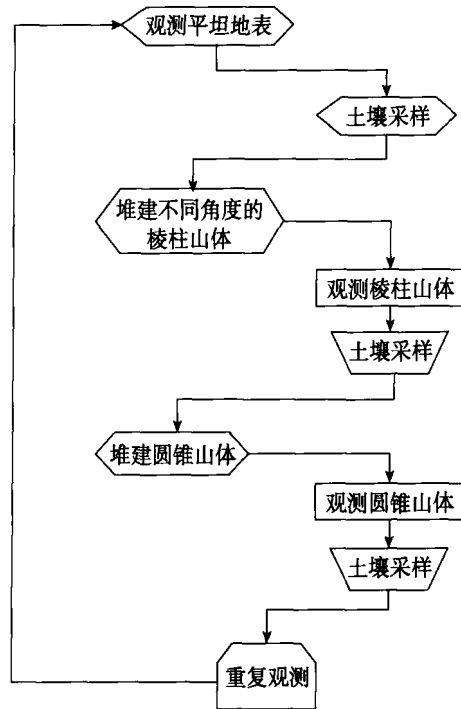 观测平坦地表
土壤采样
堆建不同角度的
棱柱山体
观测棱柱山体
土壤采样
堆建圆锥山体
观测圆锥山体
土壤采样
重复观测